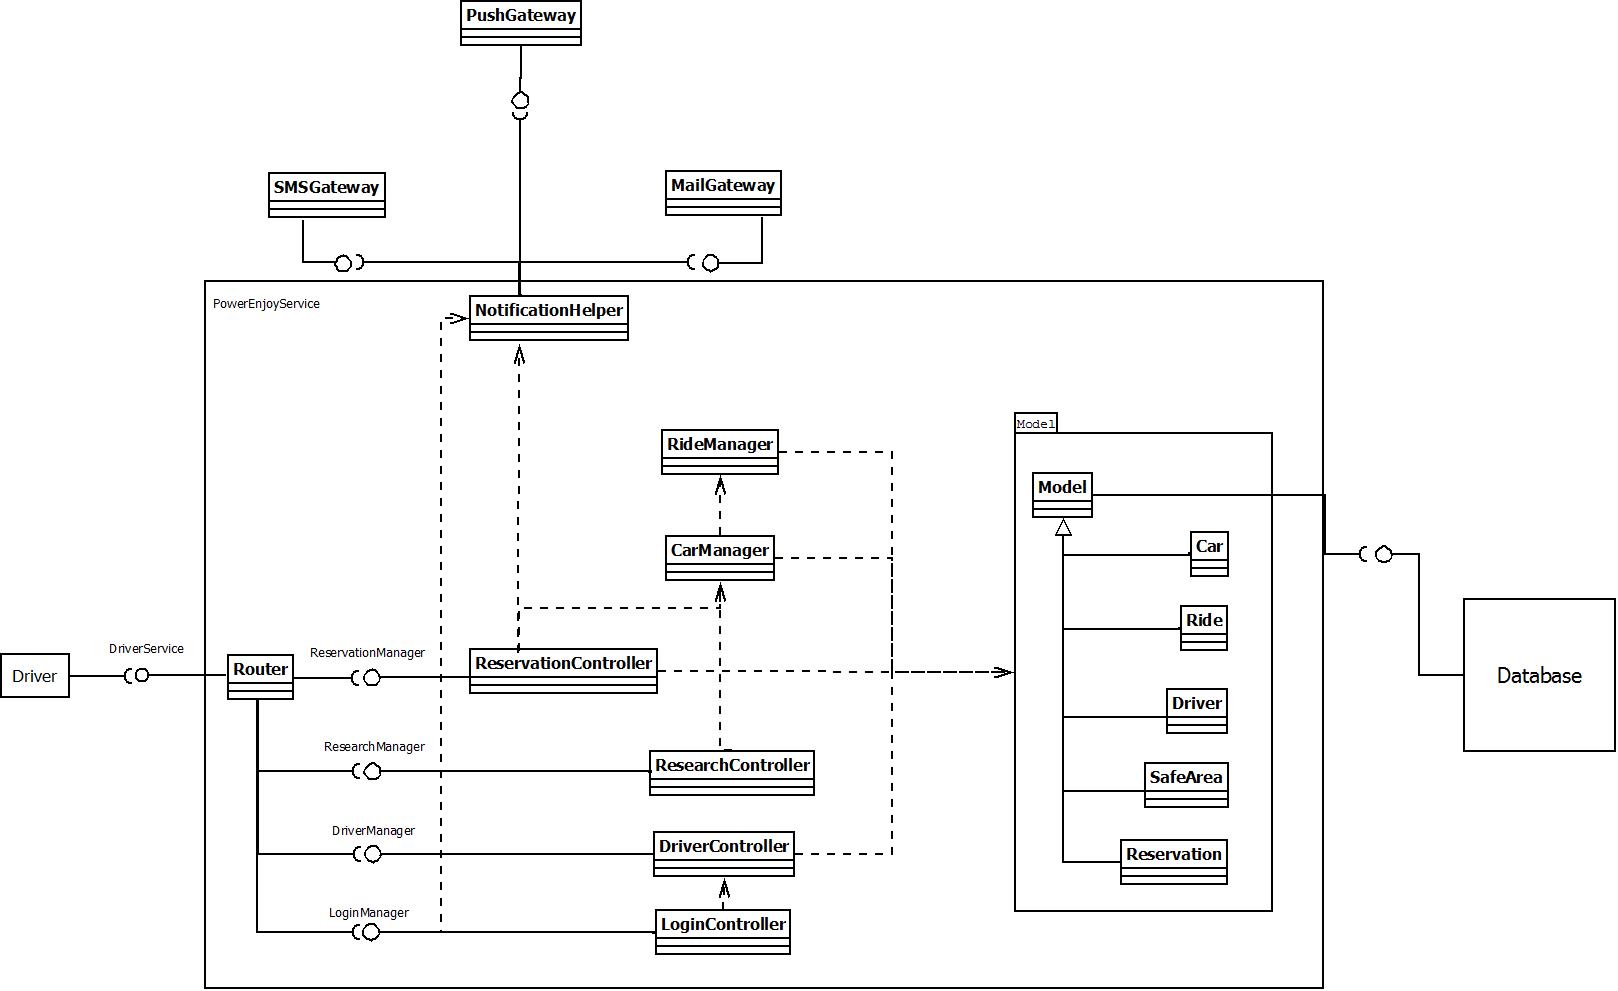 PushGateway
SMSGateway
MailGateway
PowerEnjoyService
NotificationHelper
RideManager
Model
Model
CarManager
Car
Ride
DriverService
ReservationManager
Driver
Router
ReservationController
Driver
Database
ResearchManager
ResearchController
SafeArea
DriverManager
DriverController
Reservation
LoginManager
LoginController